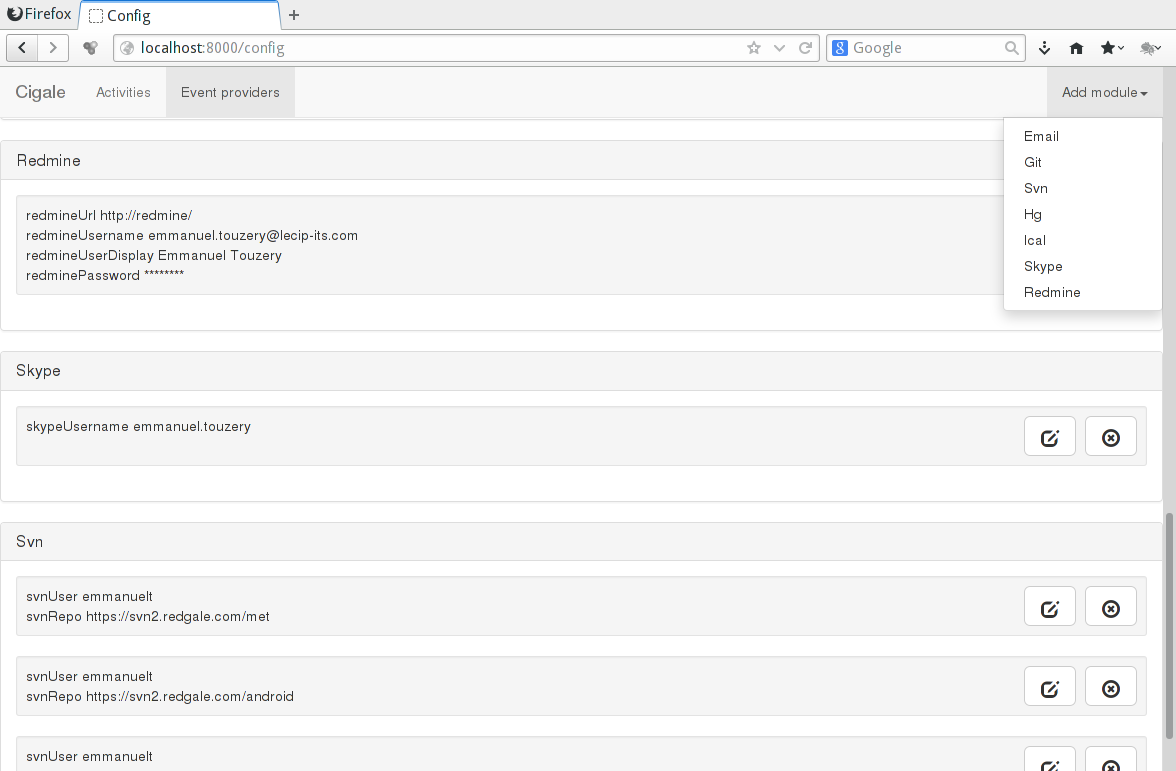 Firefox
Config
localhost:8000/config
Google
Cigale
Activities
Event providers
Add module
Email
Git
Svn
Hg
Ical
Skype
Redmine
Redmine
redmineUrl http://redmine/
redmineUsername emmanuel.touzery@lecip-its.com
redmineUserDisplay Emmanuel Touzery
redminePassword ********
Skype
skypeUsername emmanuel.touzery
Svn
svnUser emmanuelt
svnRepo https://svn2.redgale.com/met
svnUser emmanuelt
svnRepo https://svn2.redgale.com/android
svnUser emmanuelt